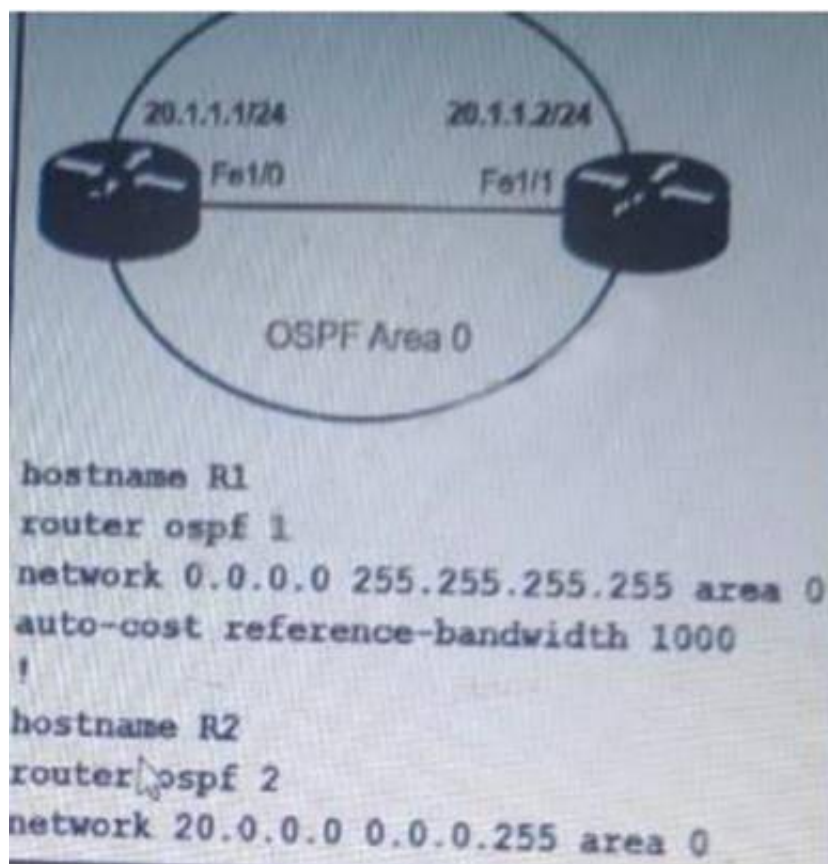 20.1.1.1/24 20.1.1.2/24
Fe1/0 Fe1/1
OSPF Area 0
hostname R1
router ospf 1
network 0.0.0.0 255.255.255.255 area 0
auto-cost reference-bandwidth 1000
!
hostname R2
router ospf 2
network 20.0.0.0 0.0.0.255 area 0